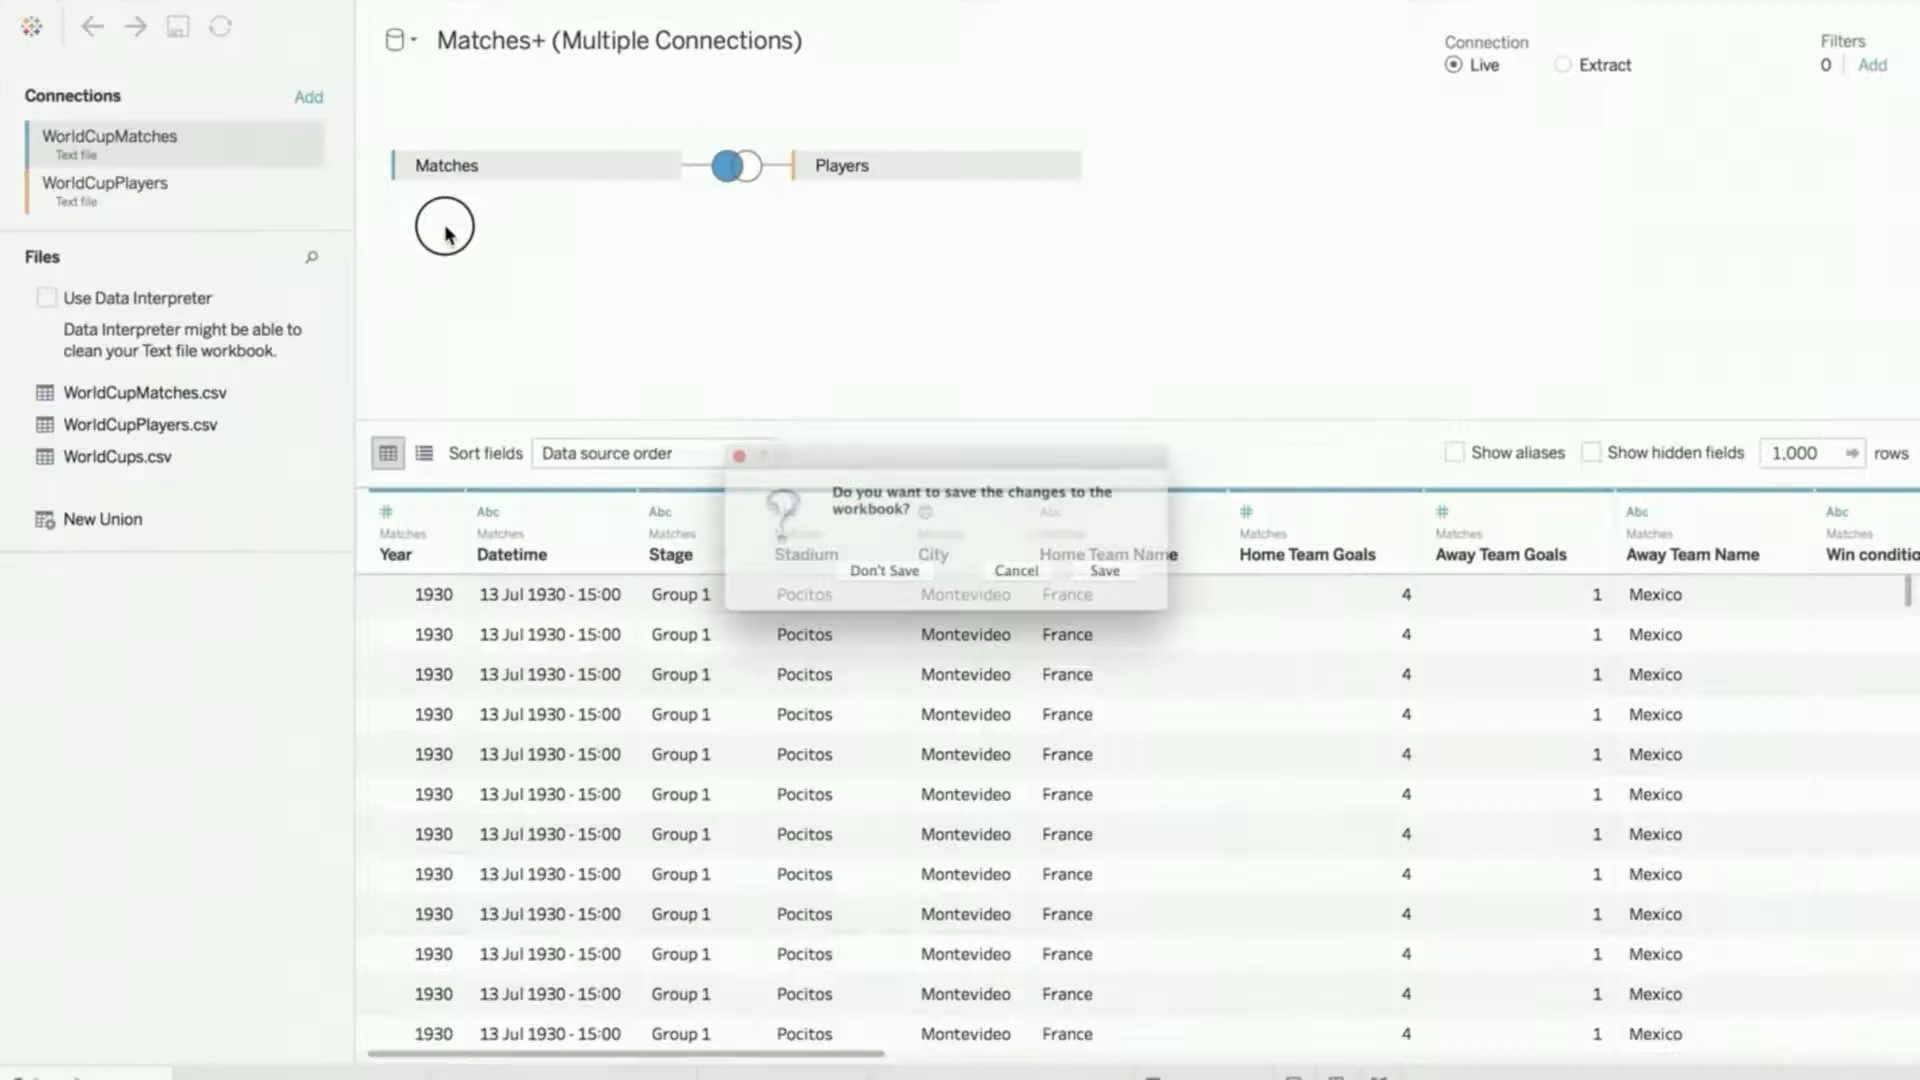 Matches+ (Multiple Connections)
Connection
Live
Extract
Filters
0
Add
Connections
Add
WorldCupMatches
Text file
WorldCupPlayers
Text file
Matches
Players
Files
Use Data Interpreter
Data Interpreter might be able to
clean your Text file workbook.
WorldCupMatches.csv
WorldCupPlayers.csv
WorldCups.csv
New Union
Sort fields
Data source order
Show aliases
Show hidden fields
1,000
rows
Do you want to save the changes to the
workbook?
Don't Save
Cancel
Save
# Abc Abc Abc # # Abc Abc
Matches Matches Matches Matches Matches Matches Matches
Year Datetime Stage Stadium City Home Team Name Home Team Goals Away Team Goals Away Team Name Win conditio
1930 13 Jul 1930 - 15:00 Group 1 Pocitos Montevideo France 4 1 Mexico
1930 13 Jul 1930 - 15:00 Group 1 Pocitos Montevideo France 4 1 Mexico
1930 13 Jul 1930 - 15:00 Group 1 Pocitos Montevideo France 4 1 Mexico
1930 13 Jul 1930 - 15:00 Group 1 Pocitos Montevideo France 4 1 Mexico
1930 13 Jul 1930 - 15:00 Group 1 Pocitos Montevideo France 4 1 Mexico
1930 13 Jul 1930 - 15:00 Group 1 Pocitos Montevideo France 4 1 Mexico
1930 13 Jul 1930 - 15:00 Group 1 Pocitos Montevideo France 4 1 Mexico
1930 13 Jul 1930 - 15:00 Group 1 Pocitos Montevideo France 4 1 Mexico
1930 13 Jul 1930 - 15:00 Group 1 Pocitos Montevideo France 4 1 Mexico
1930 13 Jul 1930 - 15:00 Group 1 Pocitos Montevideo France 4 1 Mexico
1930 13 Jul 1930 - 15:00 Group 1 Pocitos Montevideo France 4 1 Mexico
1930 13 Jul 1930 - 15:00 Group 1 Pocitos Montevideo France 4 1 Mexico